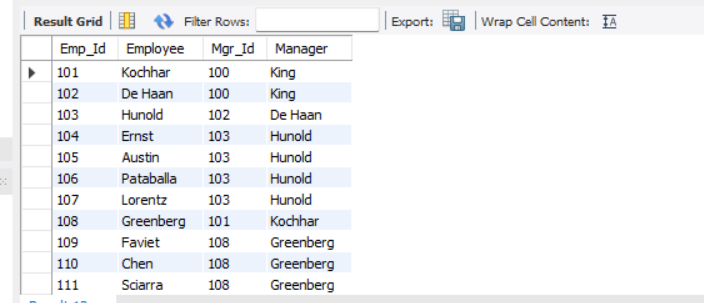 Result Grid Filter Rows: Export: Wrap Cell Content: IA
Emp_Id Employee Mgr_Id Manager
101 Kochhar 100 King
102 De Haan 100 King
103 Hunold 102 De Haan
104 Ernst 103 Hunold
105 Austin 103 Hunold
106 Pataballa 103 Hunold
107 Lorentz 103 Hunold
108 Greenberg 101 Kochhar
109 Faviet 108 Greenberg
110 Chen 108 Greenberg
111 Sciarra 108 Greenberg